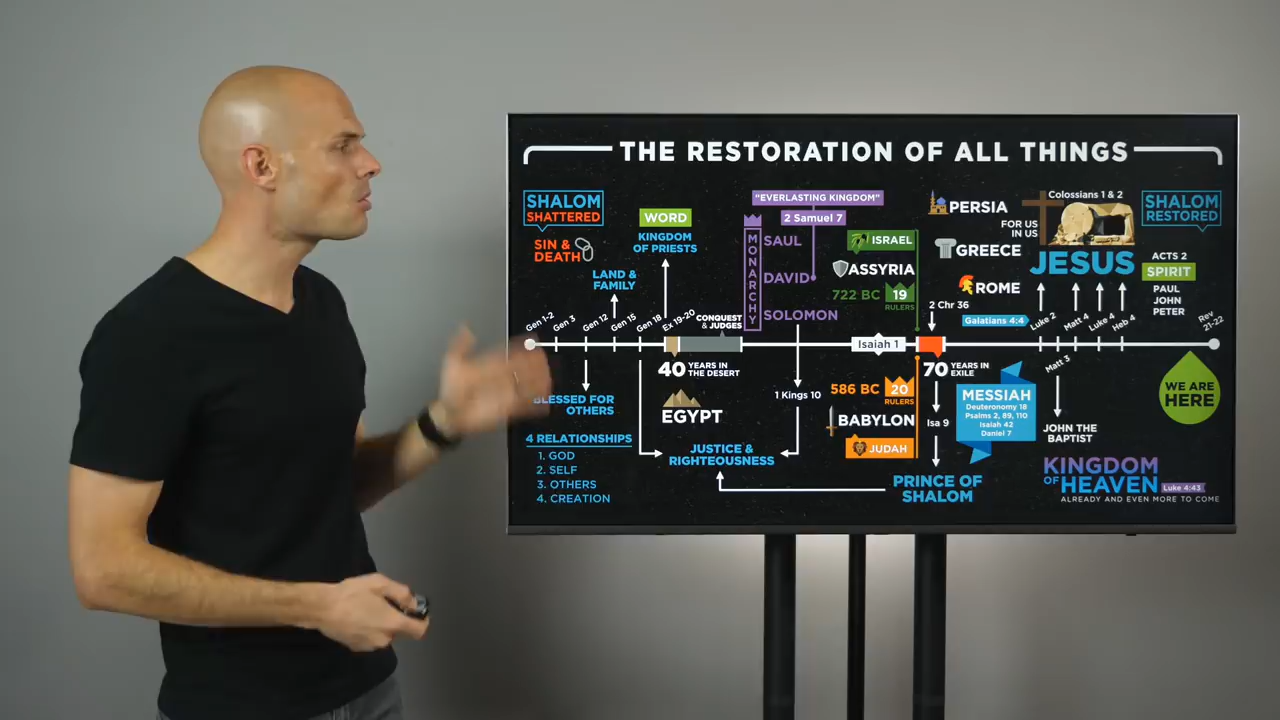 THE RESTORATION OF ALL THINGS
SHALOM
SHATTERED
SIN &
DEATH
LAND &
FAMILY
WORD
KINGDOM
OF PRIESTS
"EVERLASTING KINGDOM"
2 Samuel 7
MONARCHY
SAUL
DAVID
SOLOMON
ISRAEL
ASSYRIA
722 BC
19
RULERS
PERSIA
GREECE
ROME
2 Chr 36
Galatians 4:4
Colossians 1 & 2
FOR US
IN US
JESUS
SHALOM
RESTORED
ACTS 2
SPIRIT
PAUL
JOHN
PETER
Gen 1-2
Gen 3
Gen 12
Gen 15
Gen 18
Ex 19-20
CONQUEST
& JUDGES
Isaiah 1
Luke 2
Matt 3
Matt 4
Luke 4
Heb 4
Rev
21-22
BLESSED FOR
OTHERS
4 RELATIONSHIPS
1. GOD
2. SELF
3. OTHERS
4. CREATION
40 YEARS IN
THE DESERT
EGYPT
1 Kings 10
JUSTICE &
RIGHTEOUSNESS
586 BC
20
RULERS
BABYLON
JUDAH
70 YEARS IN
EXILE
Isa 9
PRINCE OF
SHALOM
MESSIAH
Deuteronomy 18
Psalms 2, 89, 110
Isaiah 42
Daniel 7
JOHN THE
BAPTIST
KINGDOM
OF HEAVEN
Luke 4:43
ALREADY AND EVEN MORE TO COME
WE ARE
HERE